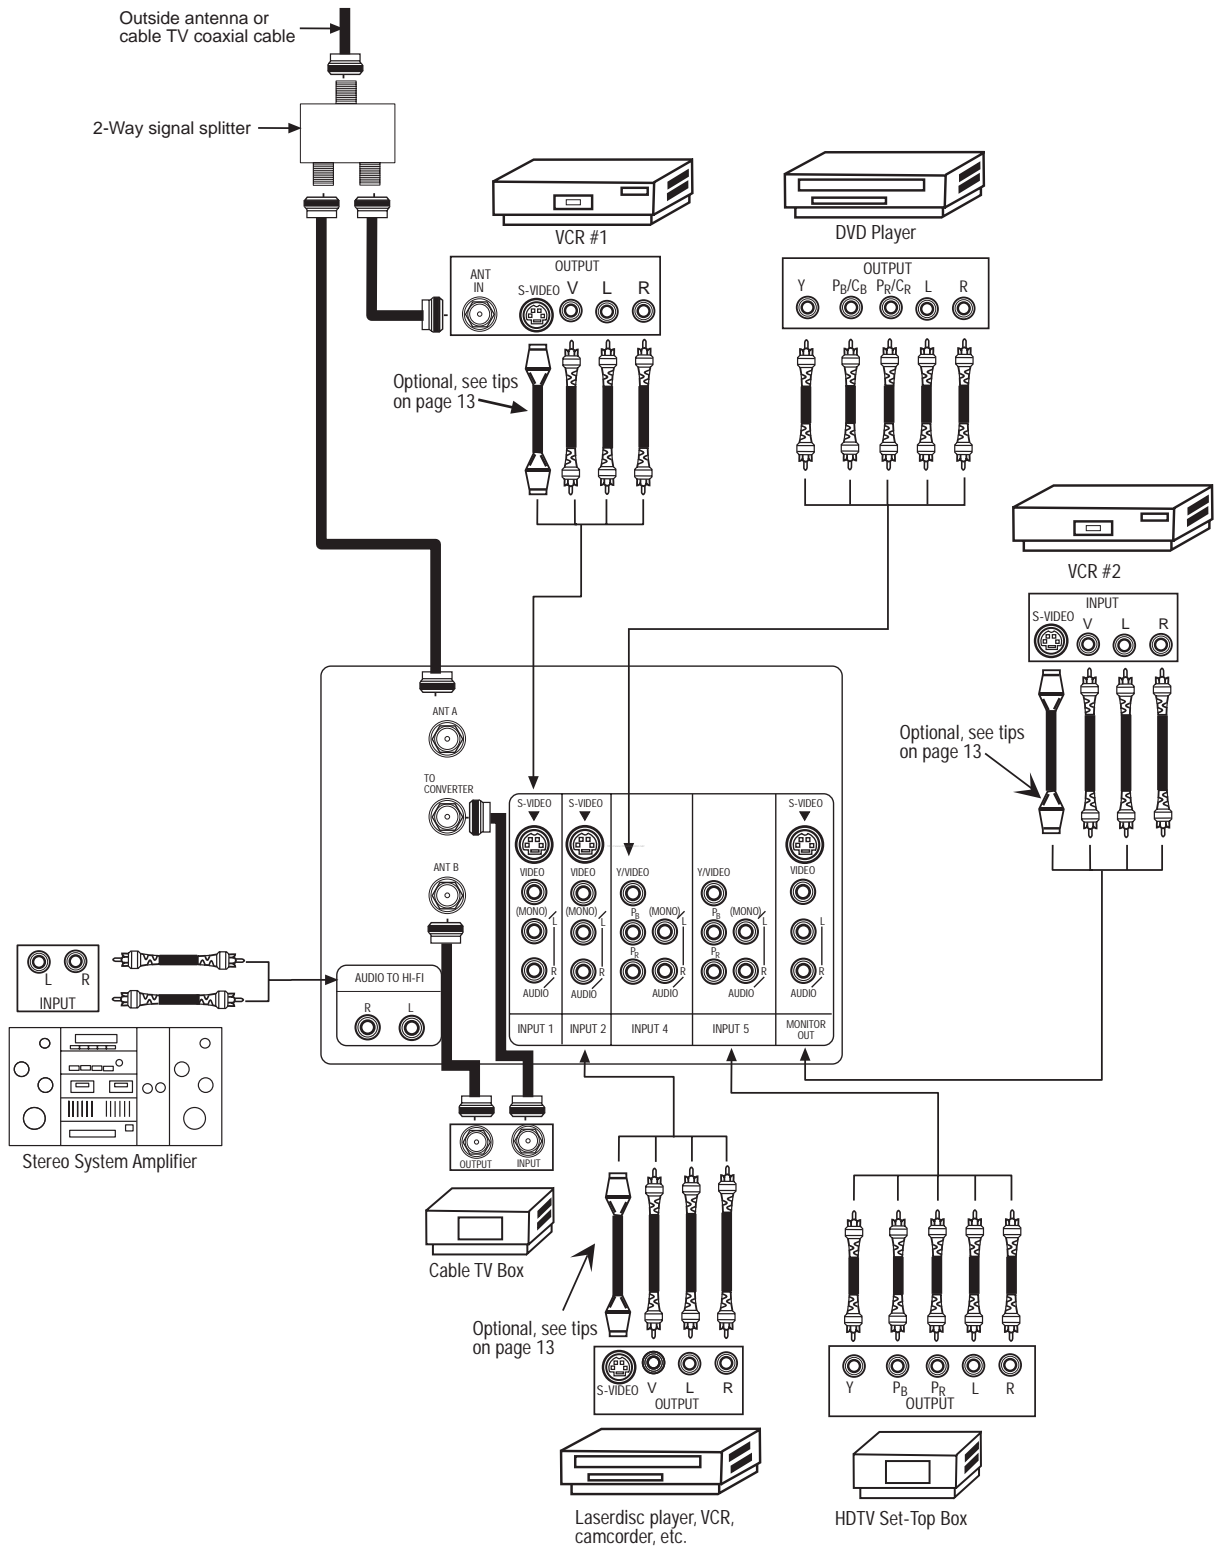 Outside antenna or
cable TV coaxial cable
2-Way signal splitter
VCR #1
OUTPUT
ANT
IN
S-VIDEO V L R
Optional, see tips
on page 13
DVD Player
OUTPUT
Y PB/CB PR/CR L R
VCR #2
INPUT
S-VIDEO V L R
Optional, see tips
on page 13
ANT A
TO
CONVERTER
ANT B
S-VIDEO S-VIDEO S-VIDEO
VIDEO VIDEO Y/VIDEO Y/VIDEO VIDEO
(MONO) (MONO) PB (MONO) PB (MONO)
L L L L L
PR PR
R R R R R
AUDIO AUDIO AUDIO AUDIO AUDIO
INPUT 1 INPUT 2 INPUT 4 INPUT 5 MONITOR
OUT
AUDIO TO HI-FI
R L
L R
INPUT
Stereo System Amplifier
OUTPUT INPUT
Cable TV Box
Optional, see tips
on page 13
S-VIDEO V L R
OUTPUT
Laserdisc player, VCR,
camcorder, etc.
Y PB PR L R
OUTPUT
HDTV Set-Top Box